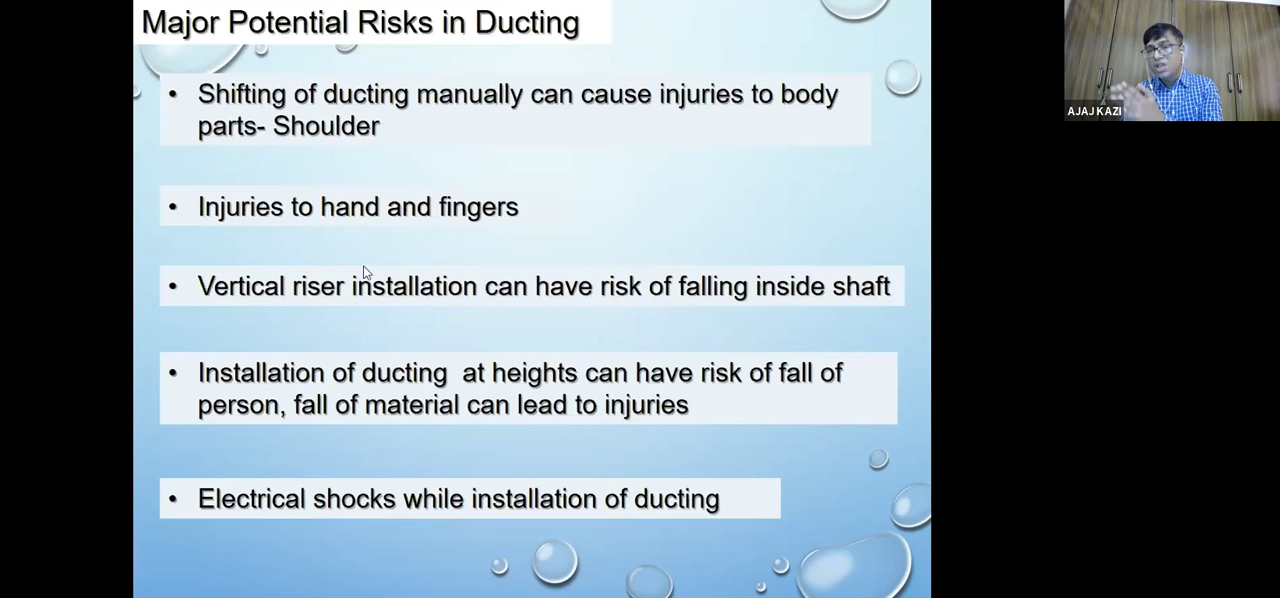 Major Potential Risks in Ducting
• Shifting of ducting manually can cause injuries to body
parts- Shoulder
• Injuries to hand and fingers
• Vertical riser installation can have risk of falling inside shaft
• Installation of ducting at heights can have risk of fall of
person, fall of material can lead to injuries
• Electrical shocks while installation of ducting
AJAJ KAZI